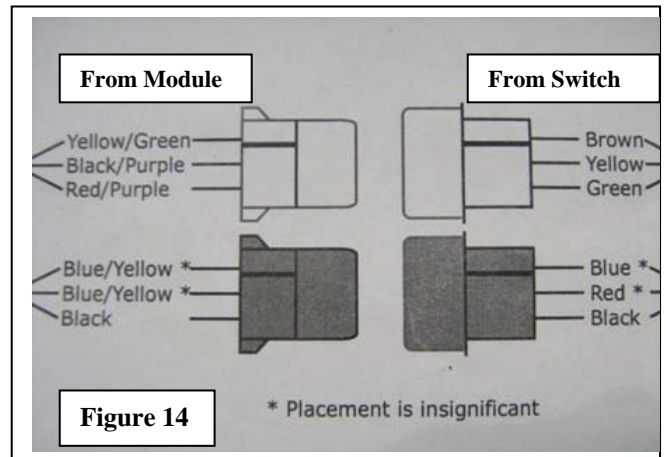 From Module
From Switch
Yellow/Green
Black/Purple
Red/Purple
Brown
Yellow
Green
Blue/Yellow *
Blue/Yellow *
Black
Blue *
Red *
Black
* Placement is insignificant
Figure 14